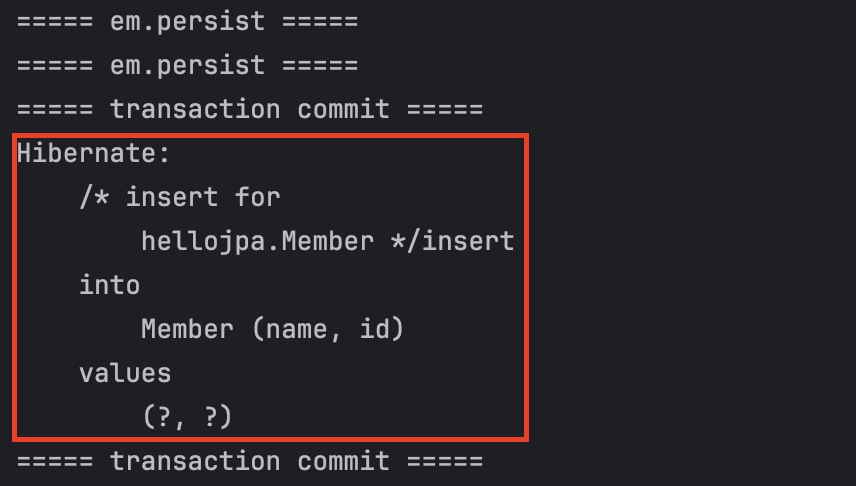 ===== em.persist =====
===== em.persist =====
===== transaction commit =====
Hibernate:
    /* insert for
        hellojpa.Member */insert
    into
        Member (name, id)
    values
        (?, ?)
===== transaction commit =====